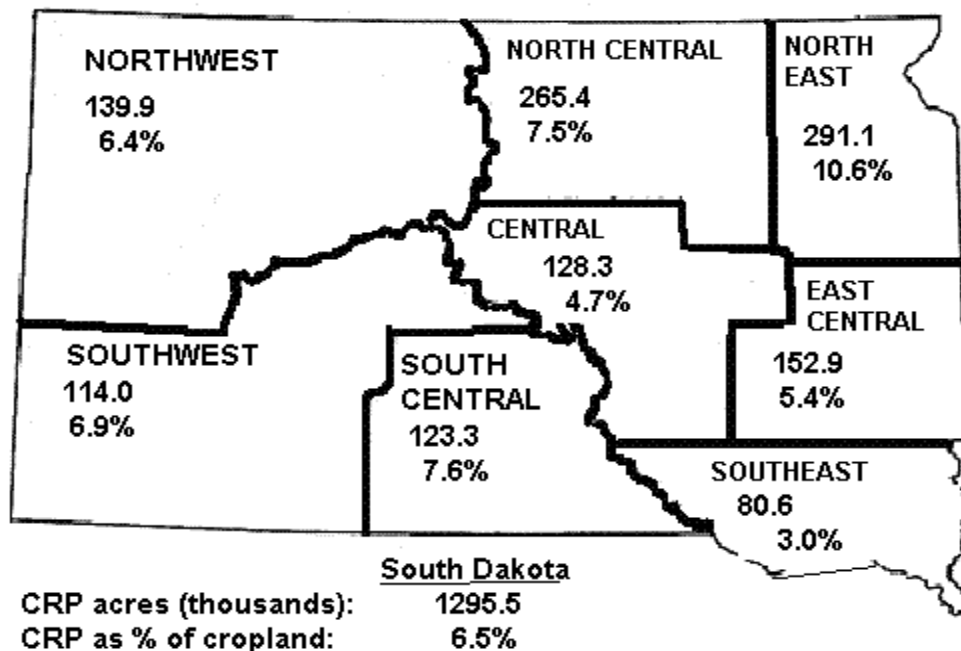 NORTHWEST
139.9
6.4%
NORTH CENTRAL
265.4
7.5%
NORTH
EAST
291.1
10.6%
CENTRAL
128.3
4.7%
EAST
CENTRAL
152.9
5.4%
SOUTHWEST
114.0
6.9%
SOUTH
CENTRAL
123.3
7.6%
SOUTHEAST
80.6
3.0%
South Dakota
CRP acres (thousands): 1295.5
CRP as % of cropland: 6.5%